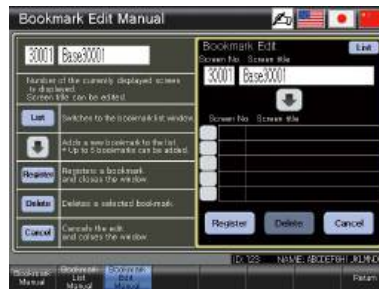 Bookmark Edit Manual
30001 Base30001
Number of the currently displayed screen
is displayed.
Screen title can be edited.
List Switches to the bookmark list window.
Adds a new bookmark to the list.
* Up to 5 bookmarks can be added.
Register Registers a bookmark
and closes the window.
Delete Deletes a selected bookmark.
Cancel Cancels the edit
and closes the window.
Bookmark Edit List
Screen No Screen title
30001 Base30001
Screen No Screen title
Register Delete Cancel
ID: 123 NAME: ABCDEFGHIJKLMNO
Bookmark
Manual
Bookmark
List
Manual
Bookmark
Edit
Manual
Return